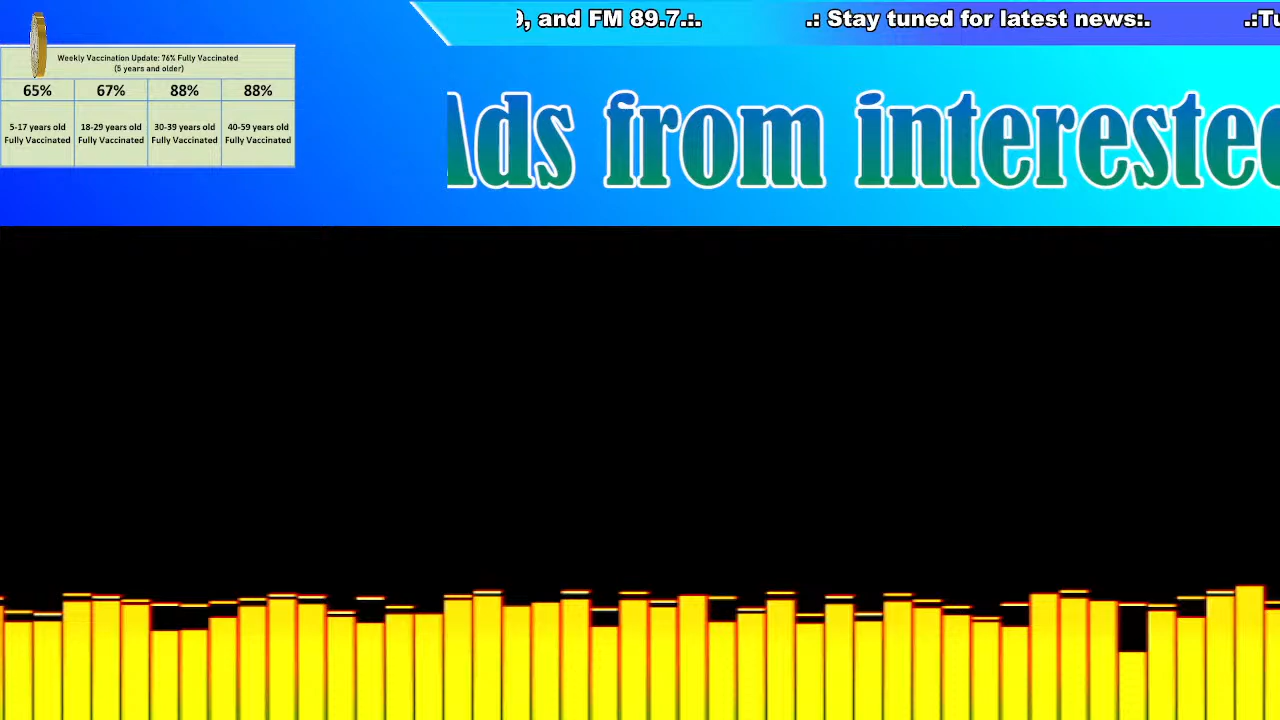 , and FM 89.7.:.
.: Stay tuned for latest news:.
Weekly Vaccination Update: 76% Fully Vaccinated
(5 years and older)
65% 67% 88% 88%
5-17 years old 18-29 years old 30-39 years old 40-59 years old
Fully Vaccinated Fully Vaccinated Fully Vaccinated Fully Vaccinated
Ads from interested